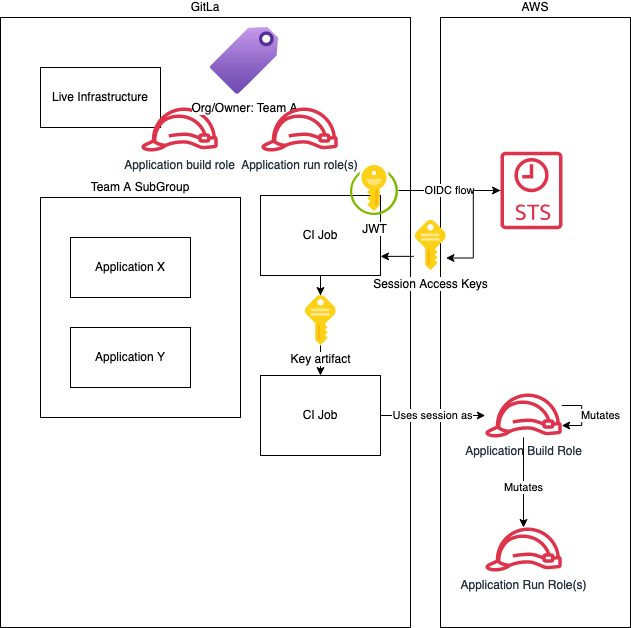 GitLa
AWS
Live Infrastructure
Org/Owner: Team A
Application build role
Application run role(s)
Team A SubGroup
Application X
Application Y
CI Job
JWT
OIDC flow
STS
Session Access Keys
Key artifact
CI Job
Uses session as
Application Build Role
Mutates
Mutates
Application Run Role(s)